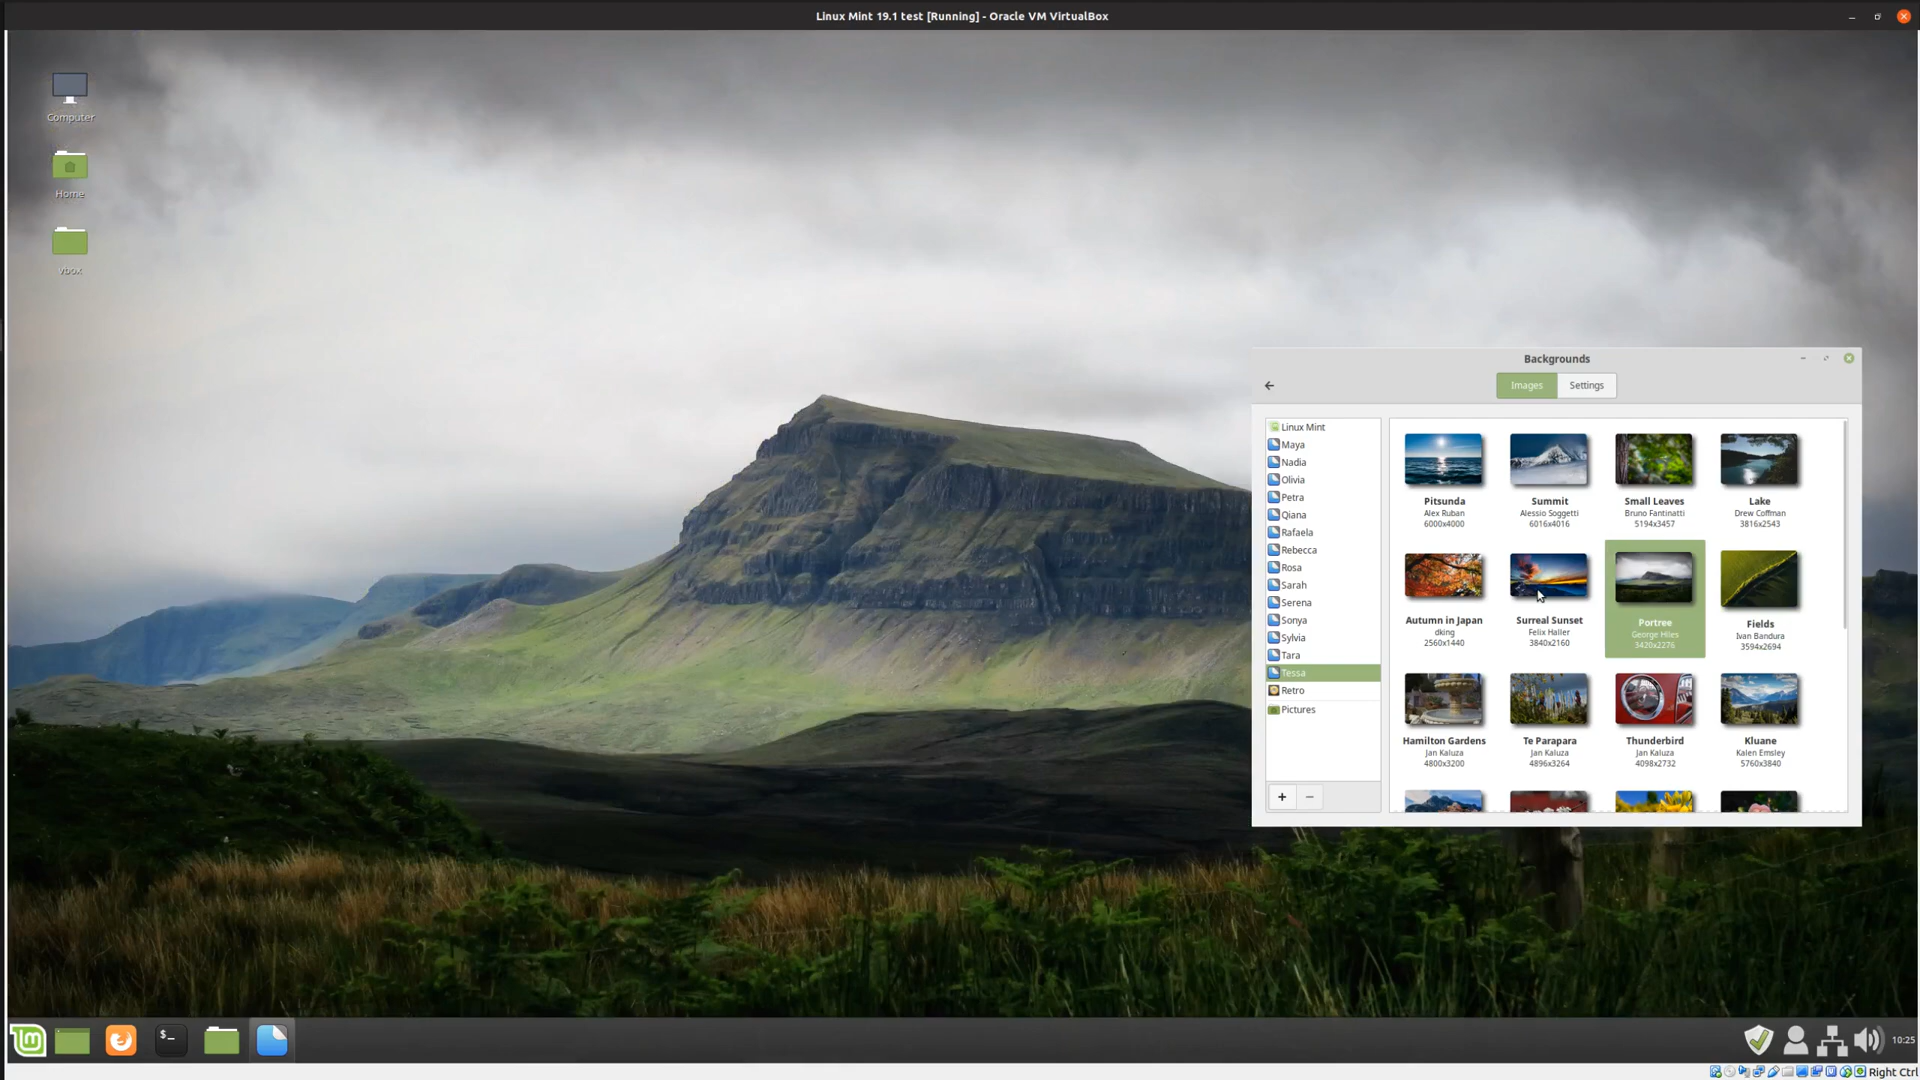 Linux Mint 19.1 test [Running] - Oracle VM VirtualBox
Computer
Home
vbox
Backgrounds
Images
Settings
Linux Mint
Maya
Nadia
Olivia
Petra
Qiana
Rafaela
Rebecca
Rosa
Sarah
Serena
Sonya
Sylvia
Tara
Tessa
Retro
Pictures
+
−
Pitsunda
Alex Ruban
6000x4000
Summit
Alessio Soggetti
6016x4016
Small Leaves
Bruno Fantinatti
5194x3457
Lake
Drew Coffman
3816x2543
Autumn in Japan
dking
2560x1440
Surreal Sunset
Felix Haller
3840x2160
Portree
George Hiles
3420x2276
Fields
Ivan Bandura
3594x2694
Hamilton Gardens
Jan Kaluza
4800x3200
Te Parapara
Jan Kaluza
4896x3264
Thunderbird
Jan Kaluza
4098x2732
Kluane
Kalen Emsley
5760x3840
lm
$_
10:25
Right Ctrl